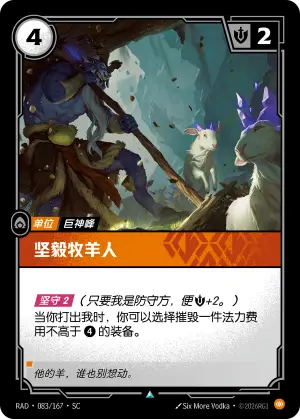 4
2
单位 巨神峰
坚毅牧羊人
坚守 2 (只要我是防守方，便+2。)
当你打出我时，你可以选择摧毁一件法力费
用不高于 4 的装备。
他的羊，谁也别想动。
RAD • 083/167 • SC
Six More Vodka • ©2026RGI